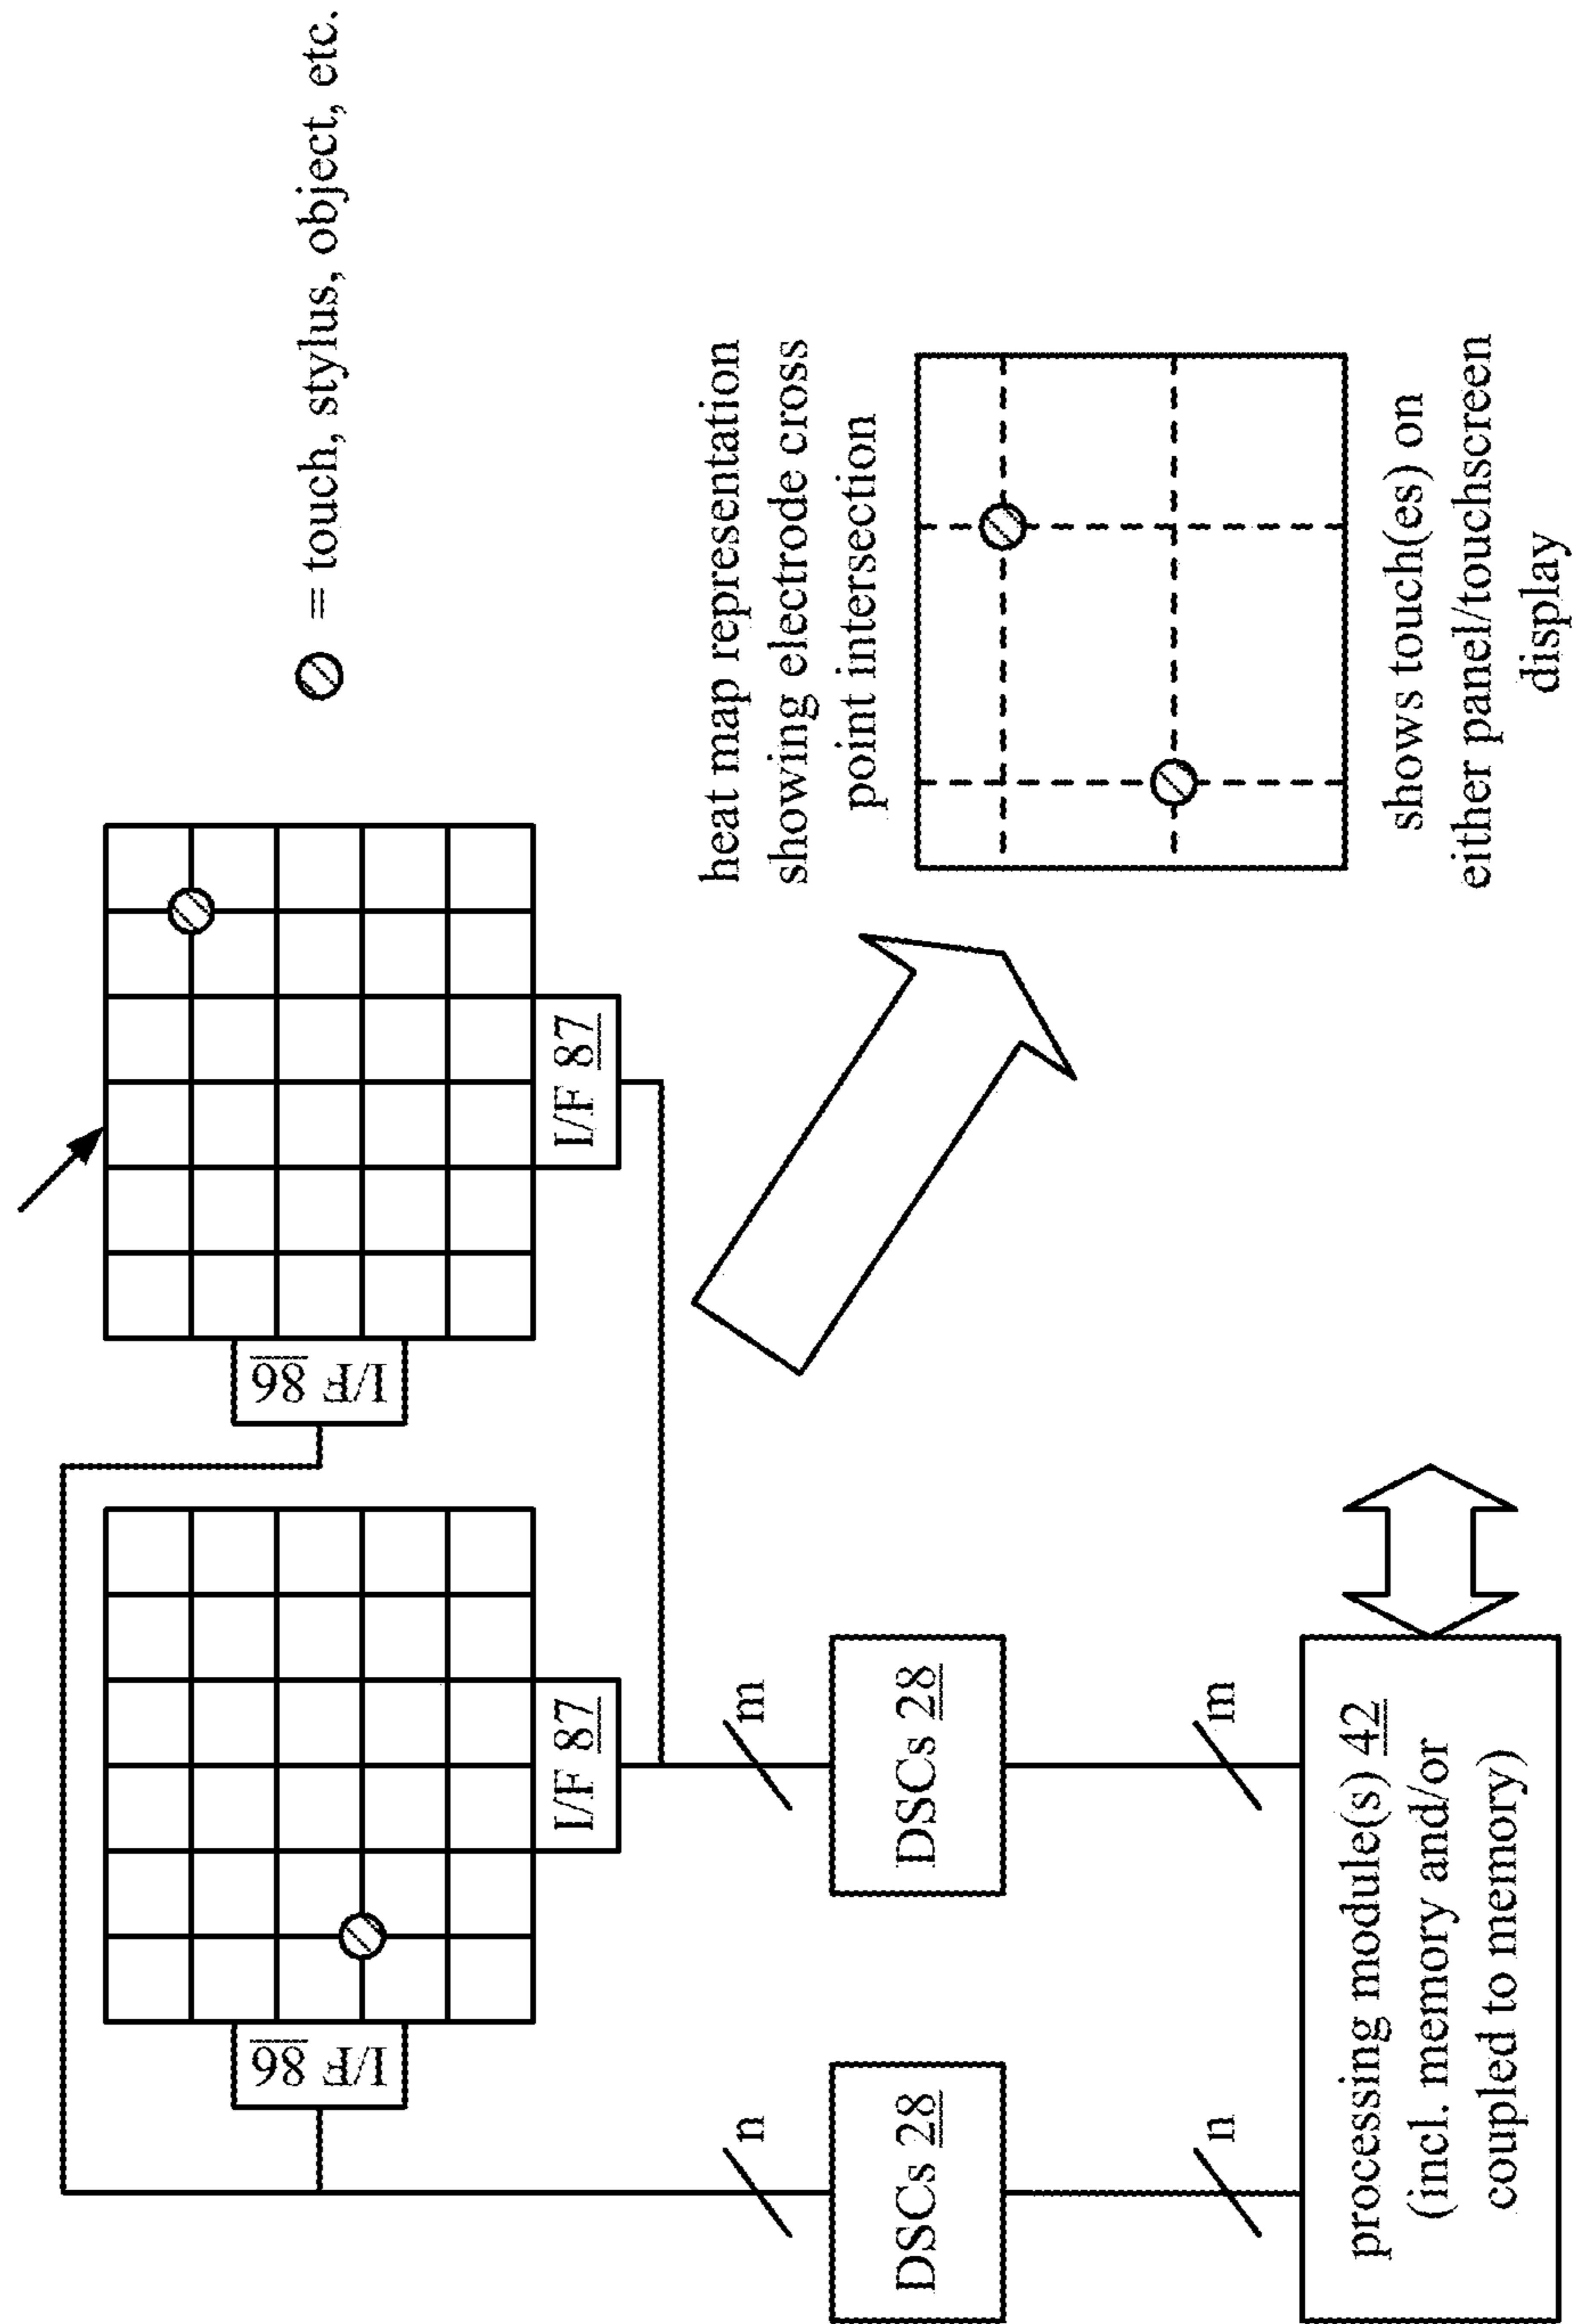 = touch, stylus, object, etc.
I/F 86
I/F 87
I/F 86
I/F 87
heat map representation
showing electrode cross
point intersection
shows touch(es) on
either panel/touchscreen
display
n
m
DSCs 28
DSCs 28
n
m
processing module(s) 42
(incl. memory and/or
coupled to memory)